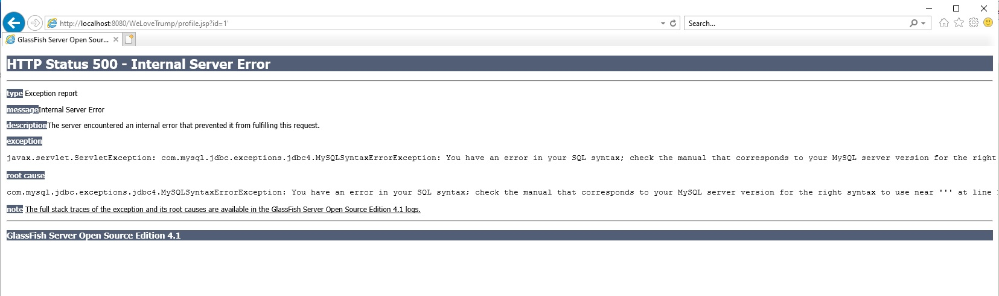 http://localhost:8080/WeLoveTrump/profile.jsp?id=1'
Search...
GlassFish Server Open Sour...
HTTP Status 500 - Internal Server Error
type Exception report
messageInternal Server Error
descriptionThe server encountered an internal error that prevented it from fulfilling this request.
exception
javax.servlet.ServletException: com.mysql.jdbc.exceptions.jdbc4.MySQLSyntaxErrorException: You have an error in your SQL syntax; check the manual that corresponds to your MySQL server version for the right
root cause
com.mysql.jdbc.exceptions.jdbc4.MySQLSyntaxErrorException: You have an error in your SQL syntax; check the manual that corresponds to your MySQL server version for the right syntax to use near ''' at line
note The full stack traces of the exception and its root causes are available in the GlassFish Server Open Source Edition 4.1 logs.
GlassFish Server Open Source Edition 4.1